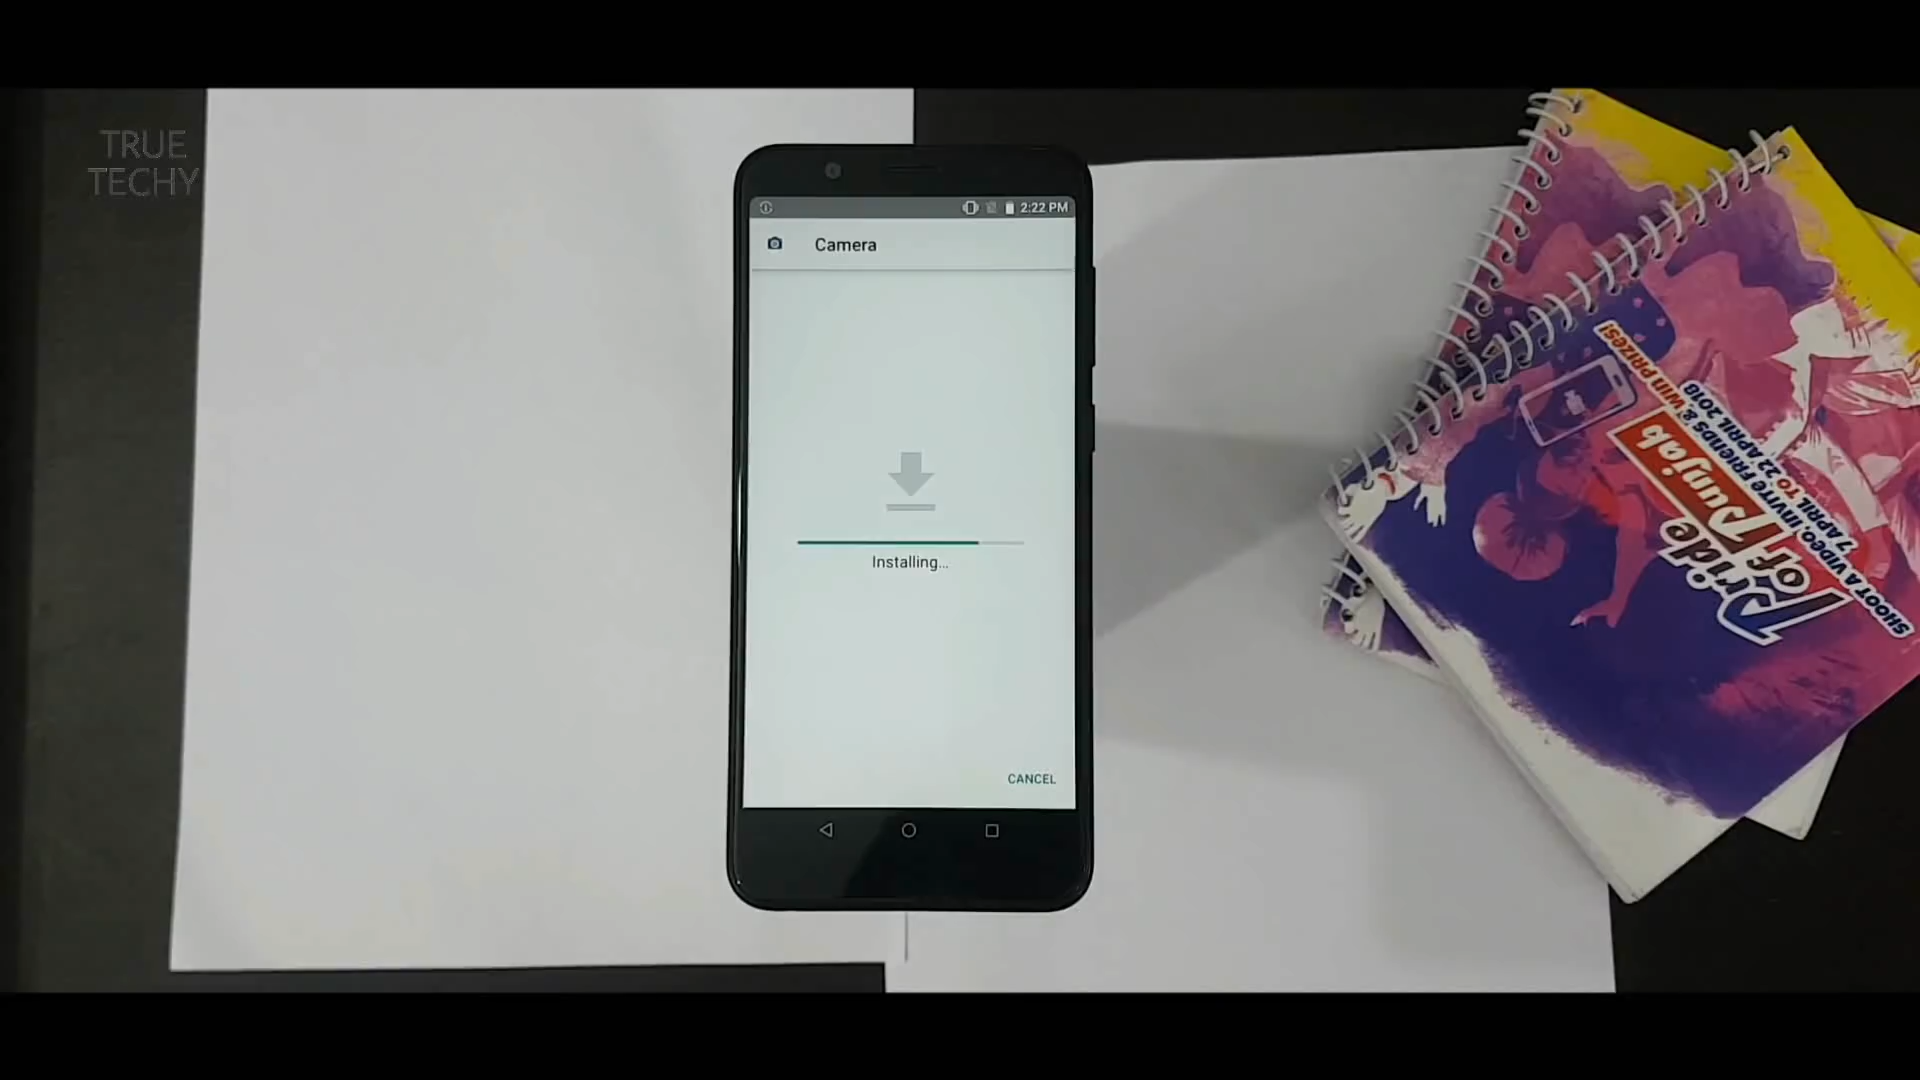 TRUE
TECHY
2:22 PM
Camera
Installing...
CANCEL
Pride
of Punjab
SHOOT A VIDEO, INVITE FRIENDS & WIN PRIZES!
7 APRIL TO 22 APRIL 2018